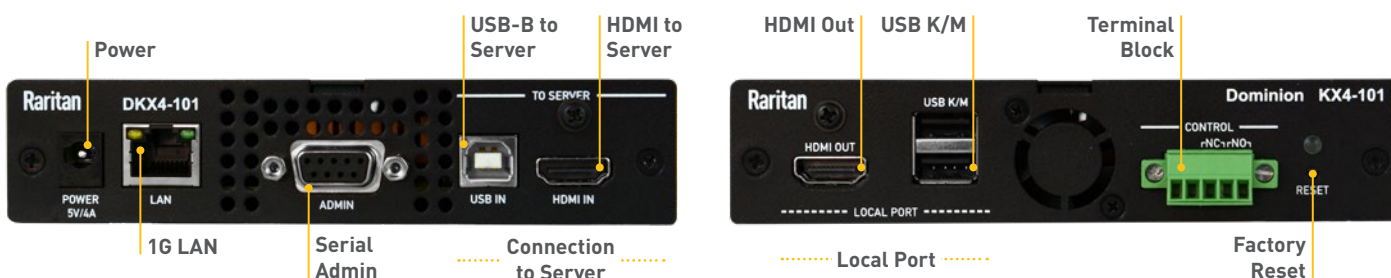 Power
USB-B to
Server
HDMI to
Server
HDMI Out
USB K/M
Terminal
Block
Raritan
DKX4-101
TO SERVER
POWER
5V/4A
LAN
ADMIN
USB IN
HDMI IN
1G LAN
Serial
Admin
Connection
to Server
Raritan
USB K/M
Dominion KX4-101
CONTROL
NC NO
HDMI OUT
RESET
LOCAL PORT
Local Port
Factory
Reset